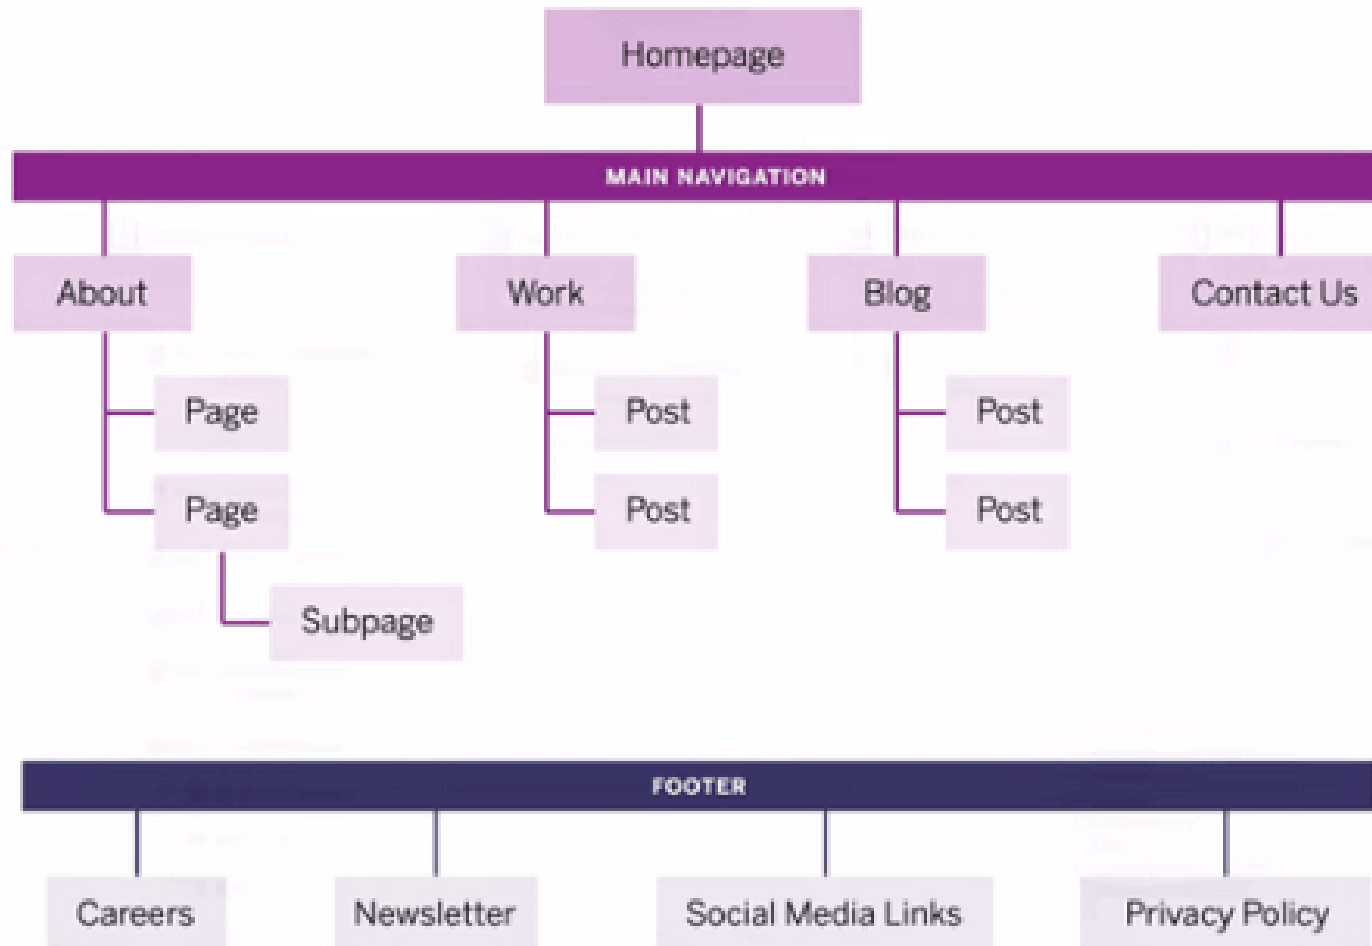 Homepage
MAIN NAVIGATION
About
Work
Blog
Contact Us
Page
Post
Post
Page
Post
Post
Subpage
FOOTER
Careers
Newsletter
Social Media Links
Privacy Policy